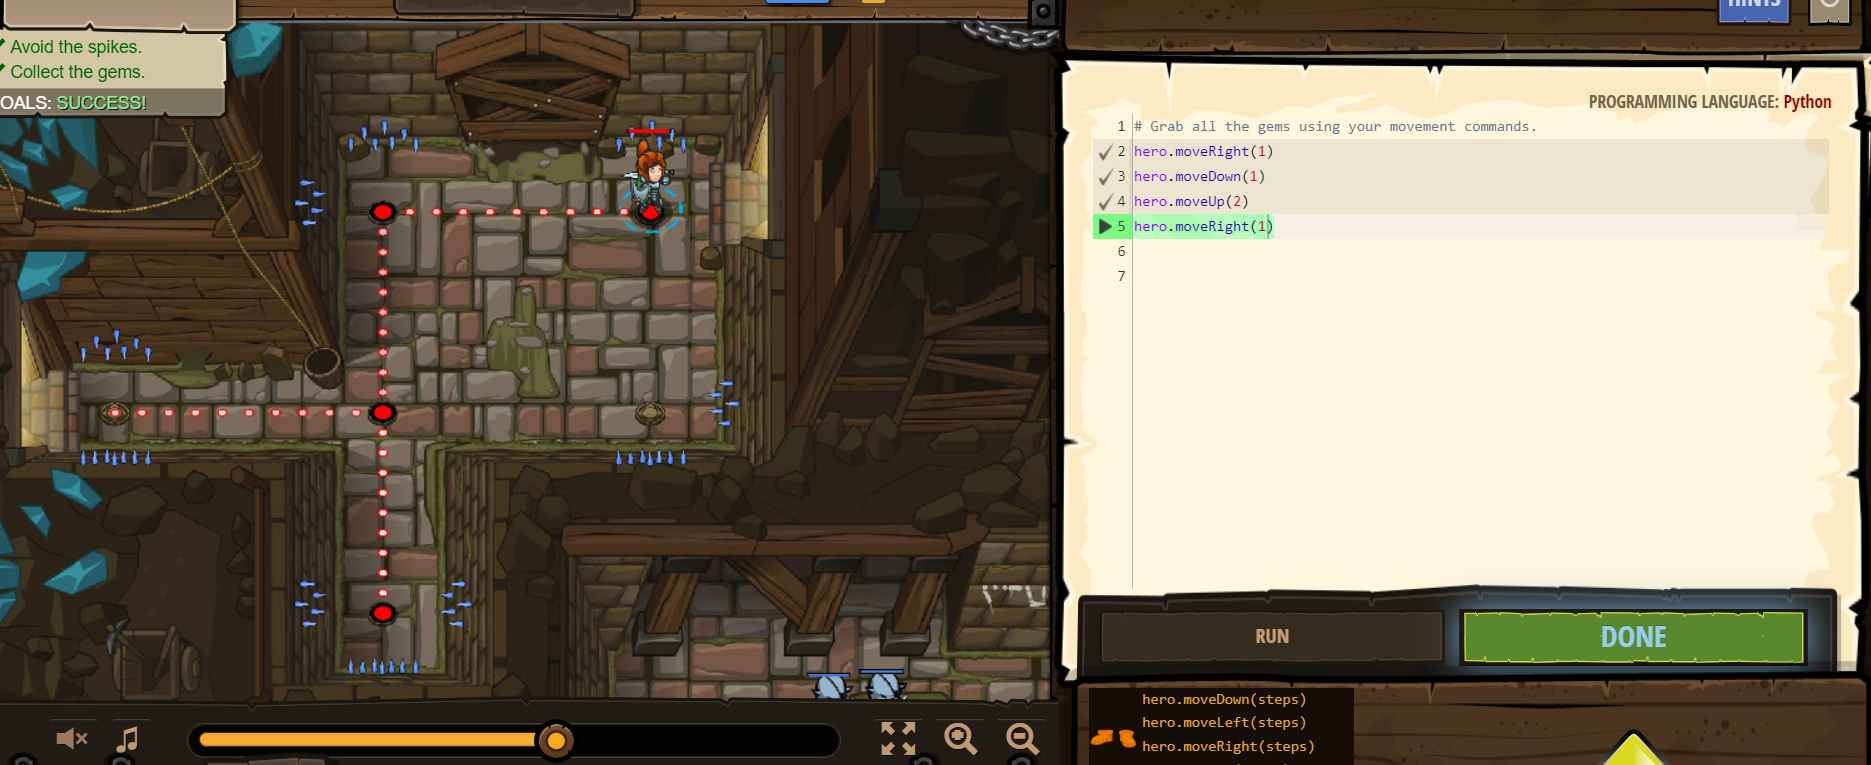 HINTS
Avoid the spikes.
Collect the gems.
OALS: SUCCESS!
PROGRAMMING LANGUAGE: Python
1 # Grab all the gems using your movement commands.
2 hero.moveRight(1)
3 hero.moveDown(1)
4 hero.moveUp(2)
5 hero.moveRight(1)
6
7
RUN
DONE
hero.moveDown(steps)
hero.moveLeft(steps)
hero.moveRight(steps)